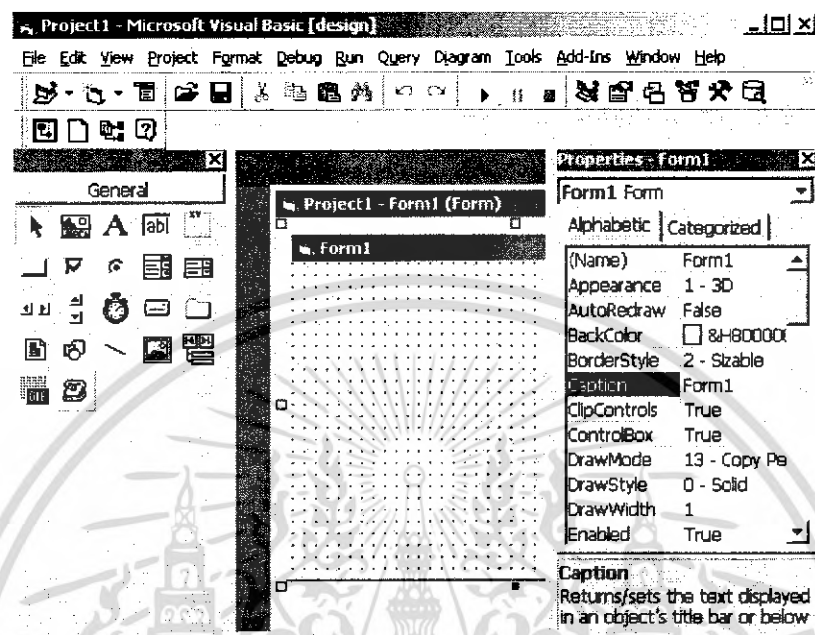 Project1 - Microsoft Visual Basic [design]
File Edit View Project Format Debug Run Query Diagram Tools Add-Ins Window Help
General
A ab|
Project1 - Form1 (Form)
Form1
Properties - Form1
Form1 Form
Alphabetic Categorized
(Name) Form1
Appearance 1 - 3D
AutoRedraw False
BackColor &H80000(
BorderStyle 2 - Sizable
Caption Form1
ClipControls True
ControlBox True
DrawMode 13 - Copy Pe
DrawStyle 0 - Solid
DrawWidth 1
Enabled True
Caption
Returns/sets the text displayed
in an object's title bar or below